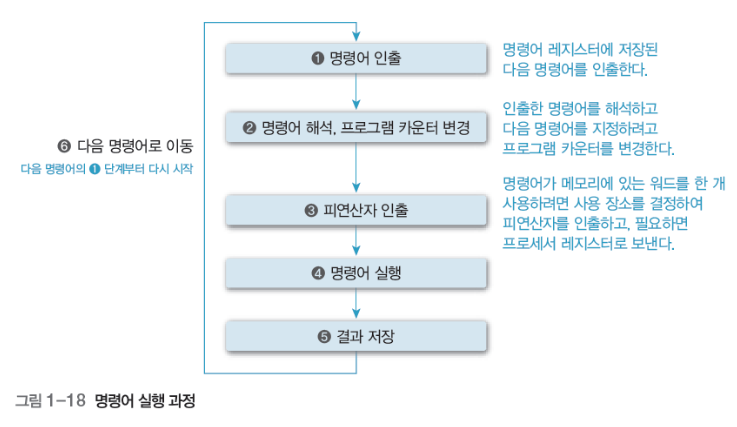 ❶ 명령어 인출
명령어 레지스터에 저장된
다음 명령어를 인출한다.
❷ 명령어 해석, 프로그램 카운터 변경
인출한 명령어를 해석하고
다음 명령어를 지정하려고
프로그램 카운터를 변경한다.
❻ 다음 명령어로 이동
다음 명령어의 ❶ 단계부터 다시 시작
❸ 피연산자 인출
명령어가 메모리에 있는 워드를 한 개
사용하려면 사용 장소를 결정하여
피연산자를 인출하고, 필요하면
프로세서 레지스터로 보낸다.
❹ 명령어 실행
❺ 결과 저장
그림 1-18 명령어 실행 과정